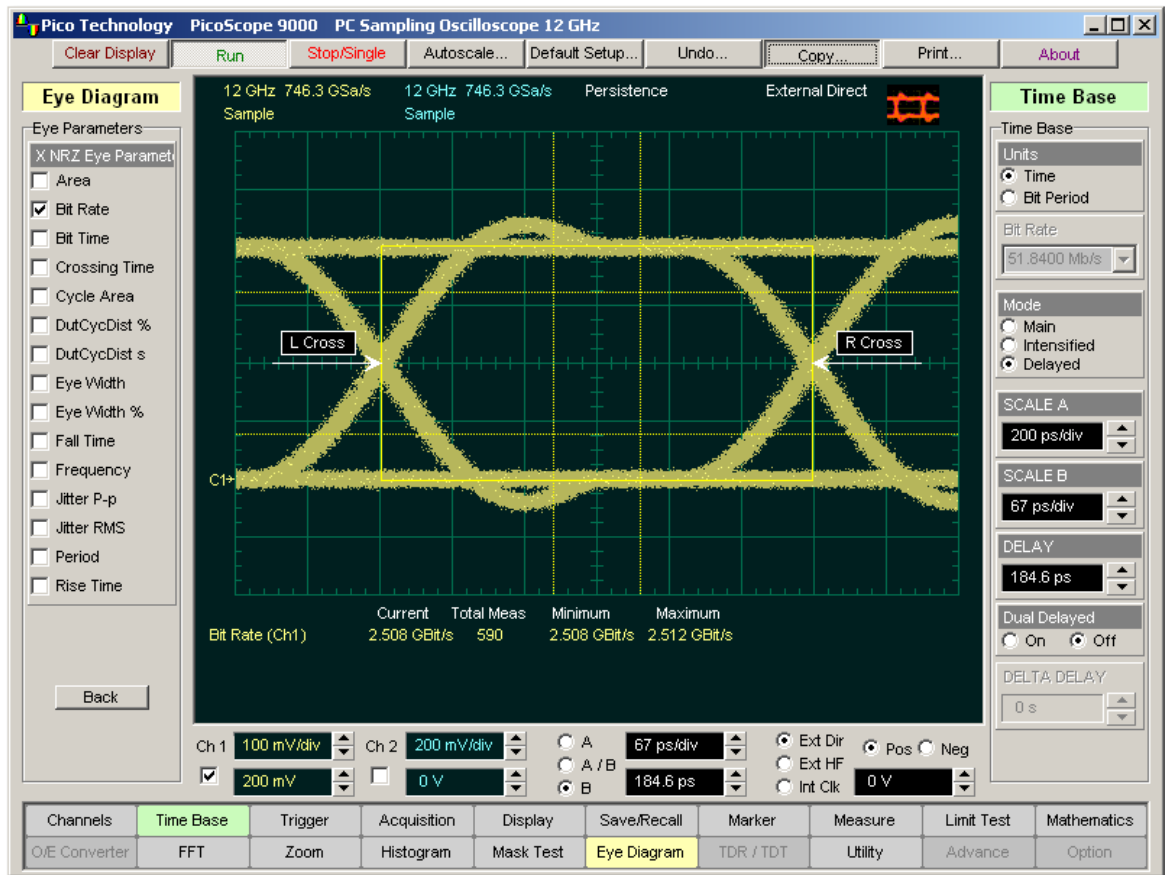 Pico Technology PicoScope 9000 PC Sampling Oscilloscope 12 GHz
Clear Display Run Stop/Single Autoscale... Default Setup... Undo... Copy... Print... About
Eye Diagram
Eye Parameters
X NRZ Eye Paramet
Area
Bit Rate
Bit Time
Crossing Time
Cycle Area
DutCycDist %
DutCycDist s
Eye Width
Eye Width %
Fall Time
Frequency
Jitter P-p
Jitter RMS
Period
Rise Time
Back
12 GHz 746.3 GSa/s 12 GHz 746.3 GSa/s Persistence External Direct
Sample Sample
L Cross R Cross
C1
Current Total Meas Minimum Maximum
Bit Rate (Ch1) 2.508 GBit/s 590 2.508 GBit/s 2.512 GBit/s
Time Base
Time Base
Units
Time
Bit Period
Bit Rate
51.8400 Mb/s
Mode
Main
Intensified
Delayed
SCALE A
200 ps/div
SCALE B
67 ps/div
DELAY
184.6 ps
Dual Delayed
On Off
DELTA DELAY
0 s
Ch 1 100 mV/div Ch 2 200 mV/div A 67 ps/div Ext Dir Pos Neg
A / B Ext HF
200 mV 0 V B 184.6 ps Int Clk 0 V
Channels Time Base Trigger Acquisition Display Save/Recall Marker Measure Limit Test Mathematics
O/E Converter FFT Zoom Histogram Mask Test Eye Diagram TDR / TDT Utility Advance Option